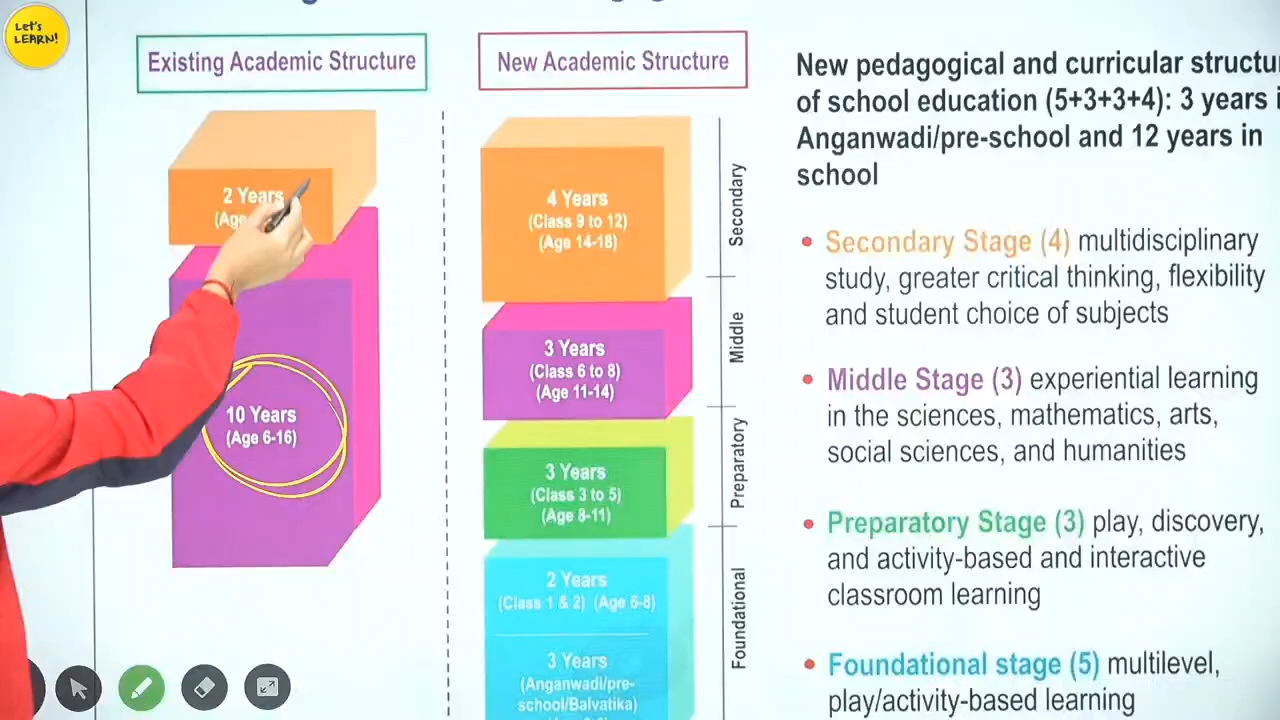 Let's
LEARN!
Existing Academic Structure
New Academic Structure
2 Years
(Age
10 Years
(Age 6-16)
4 Years
(Class 9 to 12)
(Age 14-18)
3 Years
(Class 6 to 8)
(Age 11-14)
3 Years
(Class 3 to 5)
(Age 8-11)
2 Years
(Class 1 & 2) (Age 6-8)
3 Years
(Anganwadi/pre-
school/Balvatika)
Secondary
Middle
Preparatory
Foundational
New pedagogical and curricular
of school education (5+3+3+4): 3 years
Anganwadi/pre-school and 12 years in
school
• Secondary Stage (4) multidisciplinary
study, greater critical thinking, flexibility
and student choice of subjects
• Middle Stage (3) experiential learning
in the sciences, mathematics, arts,
social sciences, and humanities
• Preparatory Stage (3) play, discovery,
and activity-based and interactive
classroom learning
• Foundational stage (5) multilevel,
play/activity-based learning